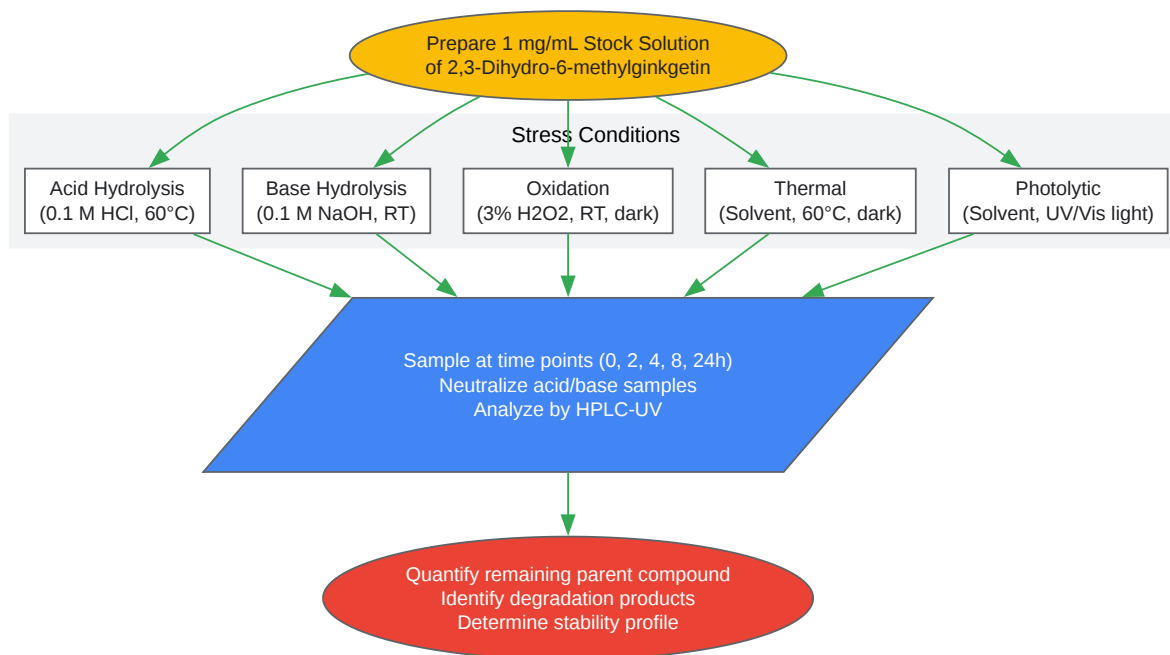 Prepare 1 mg/mL Stock Solution
of 2,3-Dihydro-6-methylginkgetin
Stress Conditions
Acid Hydrolysis
(0.1 M HCl, 60°C)
Base Hydrolysis
(0.1 M NaOH, RT)
Oxidation
(3% H2O2, RT, dark)
Thermal
(Solvent, 60°C, dark)
Photolytic
(Solvent, UV/Vis light)
Sample at time points (0, 2, 4, 8, 24h)
Neutralize acid/base samples
Analyze by HPLC-UV
Quantify remaining parent compound
Identify degradation products
Determine stability profile